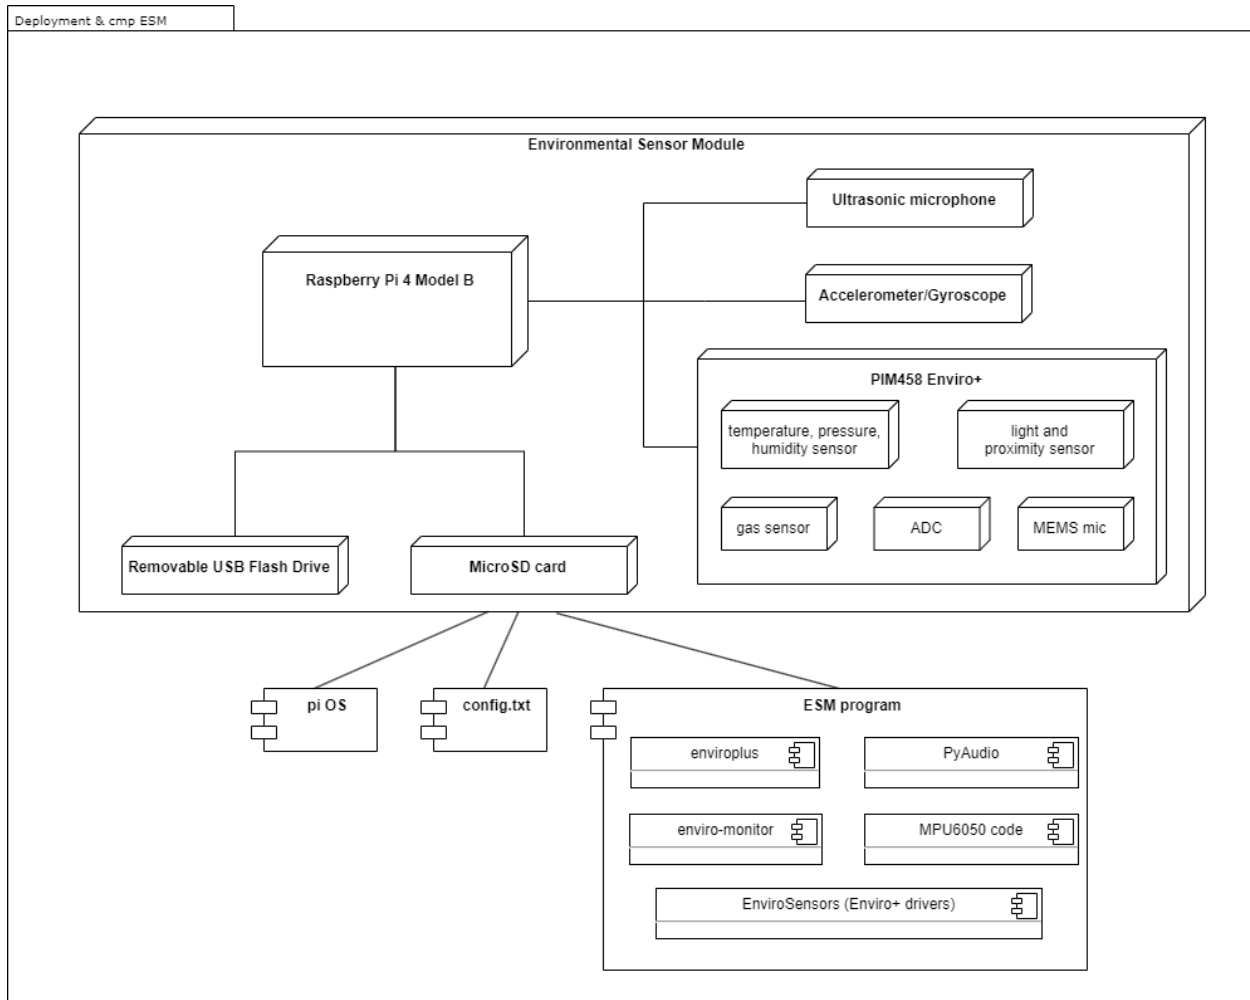 Deployment & cmp ESM
Environmental Sensor Module
Ultrasonic microphone
Raspberry Pi 4 Model B
Accelerometer/Gyroscope
PIM458 Enviro+
temperature, pressure,
humidity sensor
light and
proximity sensor
gas sensor
ADC
MEMS mic
Removable USB Flash Drive
MicroSD card
pi OS
config.txt
ESM program
enviroplus
PyAudio
enviro-monitor
MPU6050 code
EnviroSensors (Enviro+ drivers)